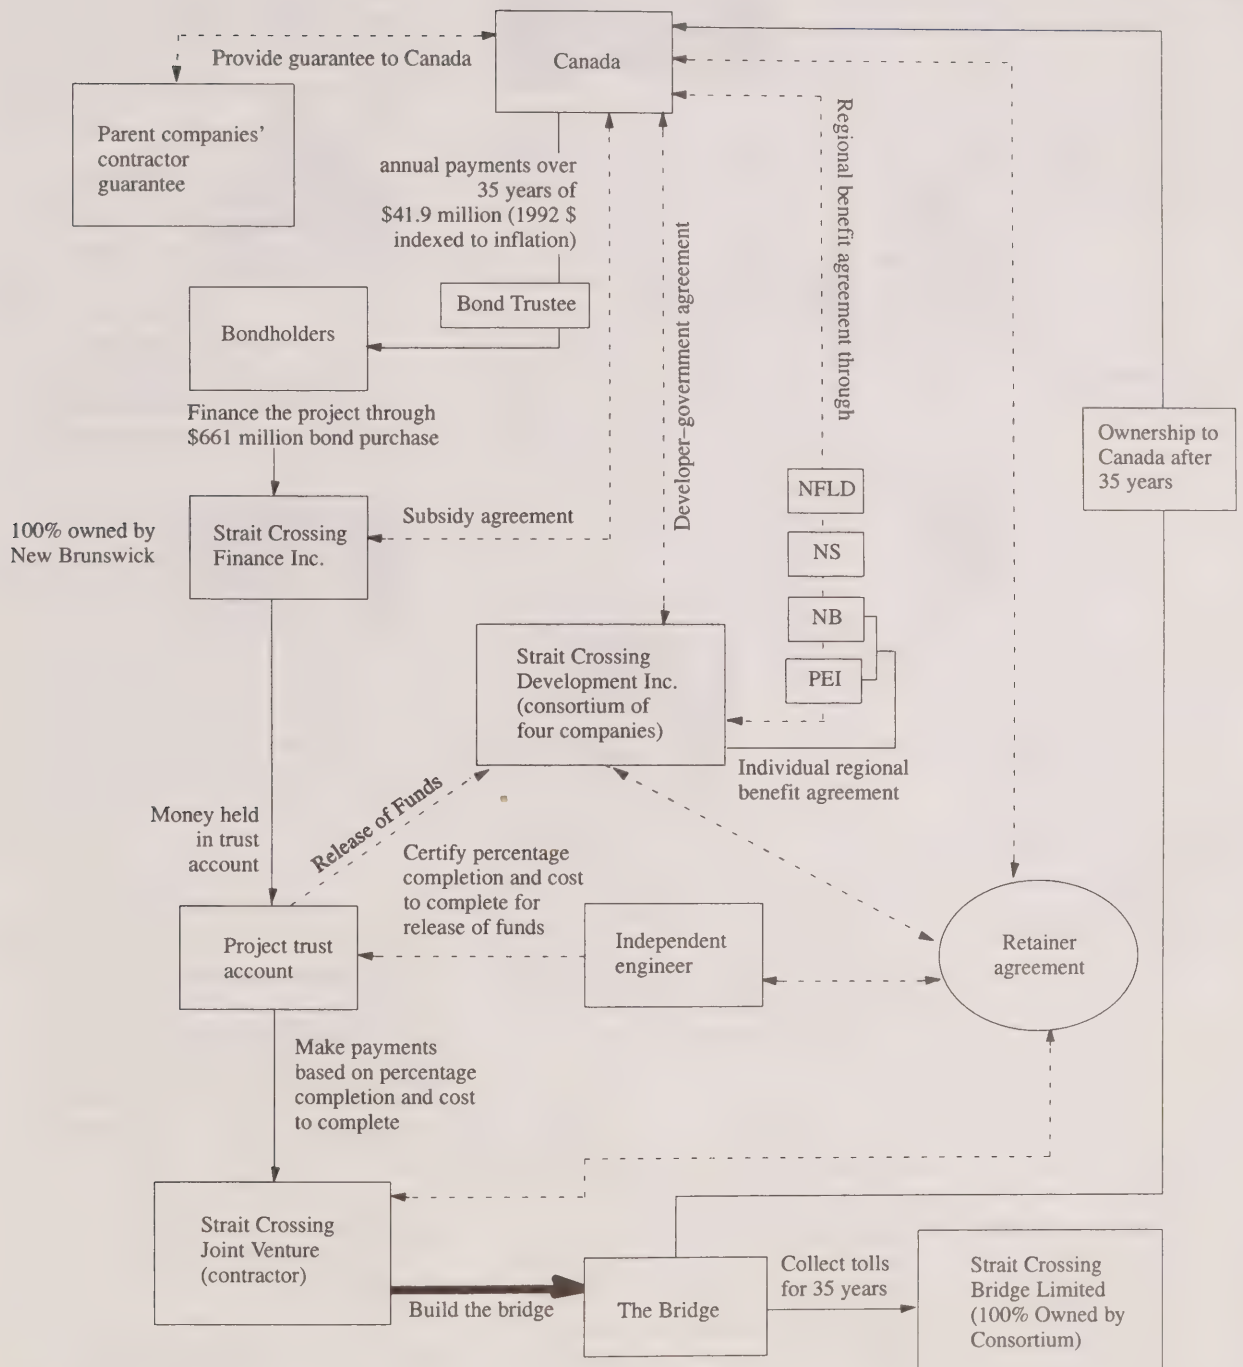 Provide guarantee to Canada
Canada
Parent companies'
contractor
guarantee
annual payments over
35 years of
$41.9 million (1992 $
indexed to inflation)
Regional benefit agreement through
Developer–government agreement
Bond Trustee
Bondholders
Finance the project through
$661 million bond purchase
Ownership to
Canada after
35 years
NFLD
NS
NB
PEI
100% owned by
New Brunswick
Strait Crossing
Finance Inc.
Subsidy agreement
Strait Crossing
Development Inc.
(consortium of
four companies)
Individual regional
benefit agreement
Money held
in trust
account
Release of Funds
Certify percentage
completion and cost
to complete for
release of funds
Project trust
account
Independent
engineer
Retainer
agreement
Make payments
based on percentage
completion and cost
to complete
Strait Crossing
Joint Venture
(contractor)
Build the bridge
The Bridge
Collect tolls
for 35 years
Strait Crossing
Bridge Limited
(100% Owned by
Consortium)